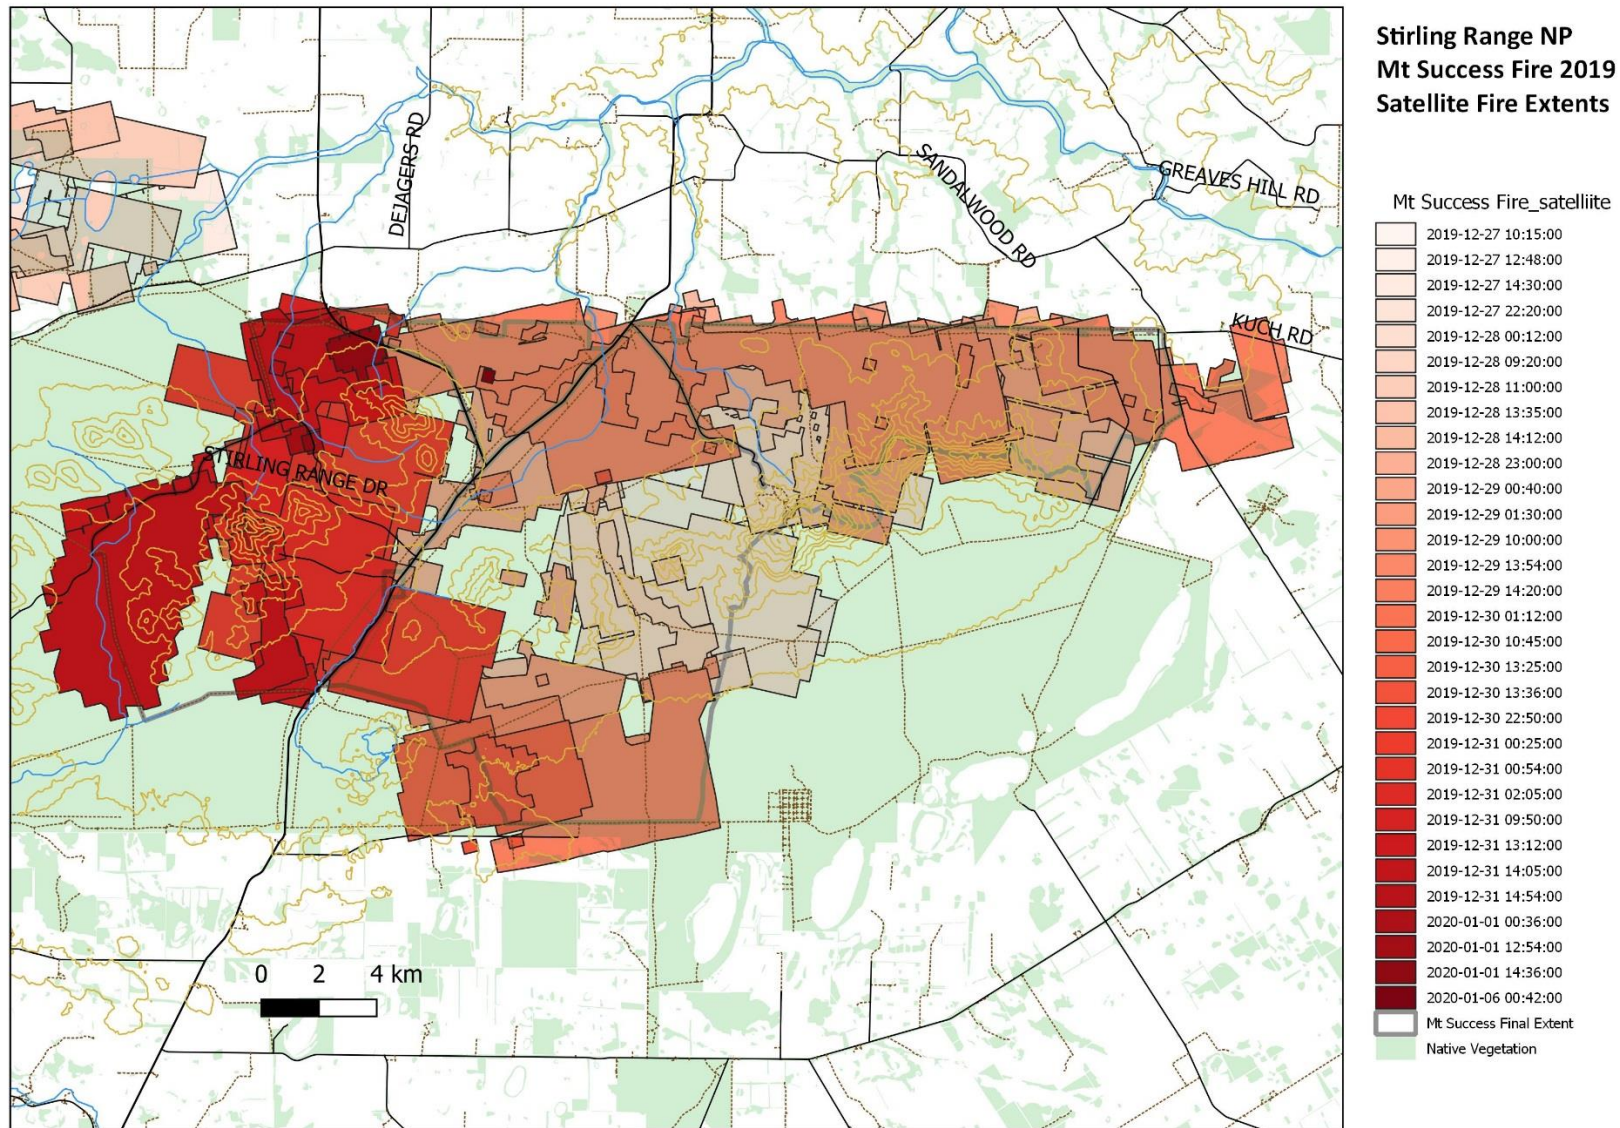 Stirling Range NP
Mt Success Fire 2019
Satellite Fire Extents
DEJAGERS RD
SANDALWOOD RD
GREAVES HILL RD
KUCH RD
STIRLING RANGE DR
0 2 4 km
Mt Success Fire_satelliite
2019-12-27 10:15:00
2019-12-27 12:48:00
2019-12-27 14:30:00
2019-12-27 22:20:00
2019-12-28 00:12:00
2019-12-28 09:20:00
2019-12-28 11:00:00
2019-12-28 13:35:00
2019-12-28 14:12:00
2019-12-28 23:00:00
2019-12-29 00:40:00
2019-12-29 01:30:00
2019-12-29 10:00:00
2019-12-29 13:54:00
2019-12-29 14:20:00
2019-12-30 01:12:00
2019-12-30 10:45:00
2019-12-30 13:25:00
2019-12-30 13:36:00
2019-12-30 22:50:00
2019-12-31 00:25:00
2019-12-31 00:54:00
2019-12-31 02:05:00
2019-12-31 09:50:00
2019-12-31 13:12:00
2019-12-31 14:05:00
2019-12-31 14:54:00
2020-01-01 00:36:00
2020-01-01 12:54:00
2020-01-01 14:36:00
2020-01-06 00:42:00
Mt Success Final Extent
Native Vegetation